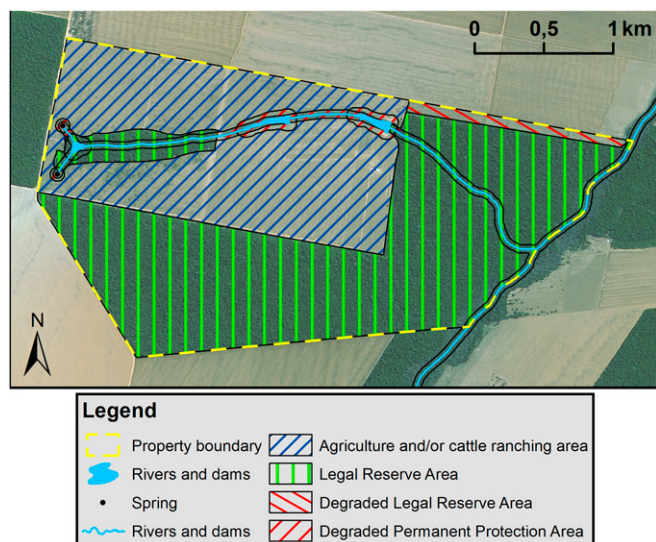 0 0,5 1 km
N
Legend
Property boundary
Agriculture and/or cattle ranching area
Rivers and dams
Legal Reserve Area
Spring
Degraded Legal Reserve Area
Rivers and dams
Degraded Permanent Protection Area